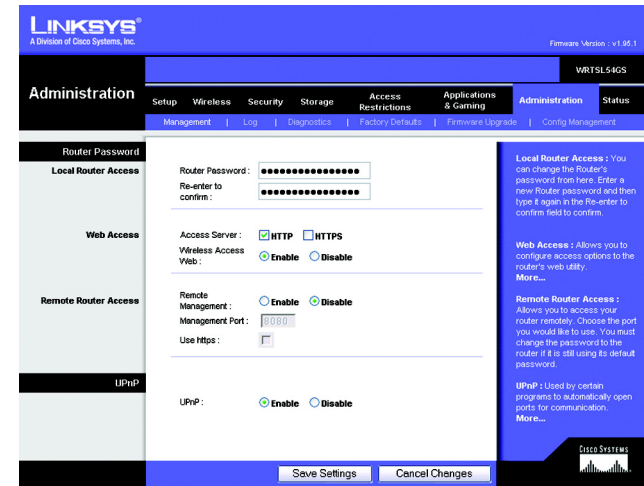 LINKSYS®
A Division of Cisco Systems, Inc.
Firmware Version : v1.95.1
WRTSL54GS
Administration
Setup Wireless Security Storage Access Restrictions Applications & Gaming Administration Status
Management | Log | Diagnostics | Factory Defaults | Firmware Upgrade | Config Management
Router Password
Local Router Access
Router Password :
Re-enter to
confirm :
Web Access
Access Server : HTTP HTTPS
Wireless Access
Web : Enable Disable
Remote Router Access
Remote
Management : Enable Disable
Management Port : 8080
Use https :
UPnP
UPnP : Enable Disable
Local Router Access : You
can change the Router's
password from here. Enter a
new Router password and then
type it again in the Re-enter to
confirm field to confirm.
Web Access : Allows you to
configure access options to the
router's web utility.
More...
Remote Router Access :
Allows you to access your
router remotely. Choose the port
you would like to use. You must
change the password to the
router if it is still using its default
password.
UPnP : Used by certain
programs to automatically open
ports for communication.
More...
CISCO SYSTEMS
Save Settings Cancel Changes